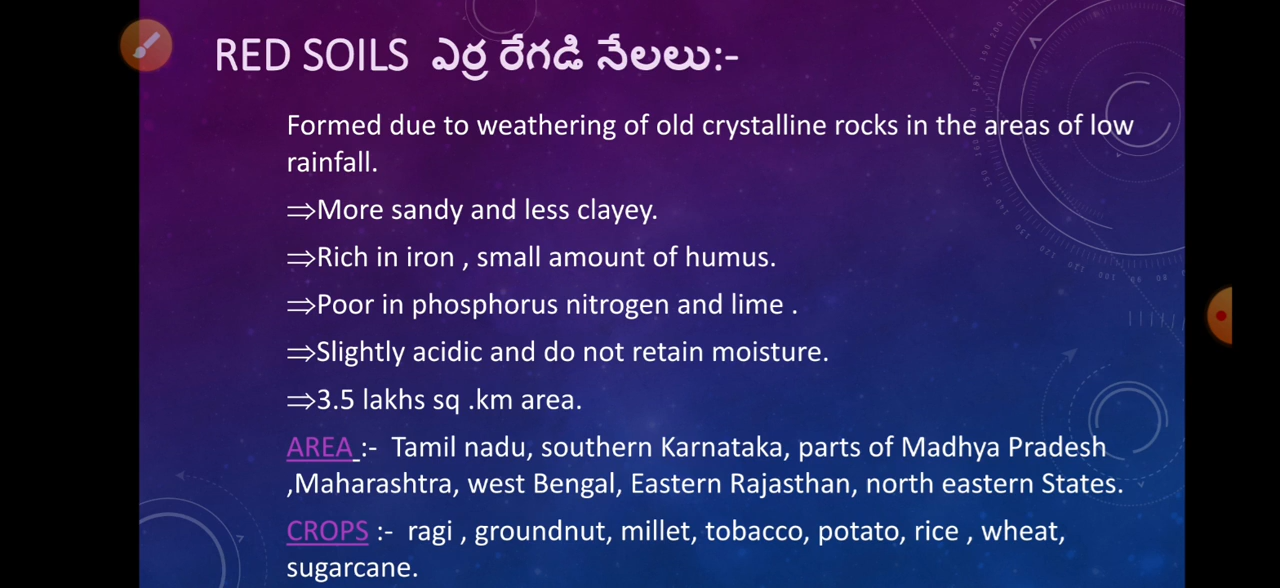 RED SOILS ఎర్ర రేగడి నేలలు:-
Formed due to weathering of old crystalline rocks in the areas of low
rainfall.
⇒More sandy and less clayey.
⇒Rich in iron , small amount of humus.
⇒Poor in phosphorus nitrogen and lime .
⇒Slightly acidic and do not retain moisture.
⇒3.5 lakhs sq .km area.
AREA :- Tamil nadu, southern Karnataka, parts of Madhya Pradesh
,Maharashtra, west Bengal, Eastern Rajasthan, north eastern States.
CROPS :- ragi , groundnut, millet, tobacco, potato, rice , wheat,
sugarcane.